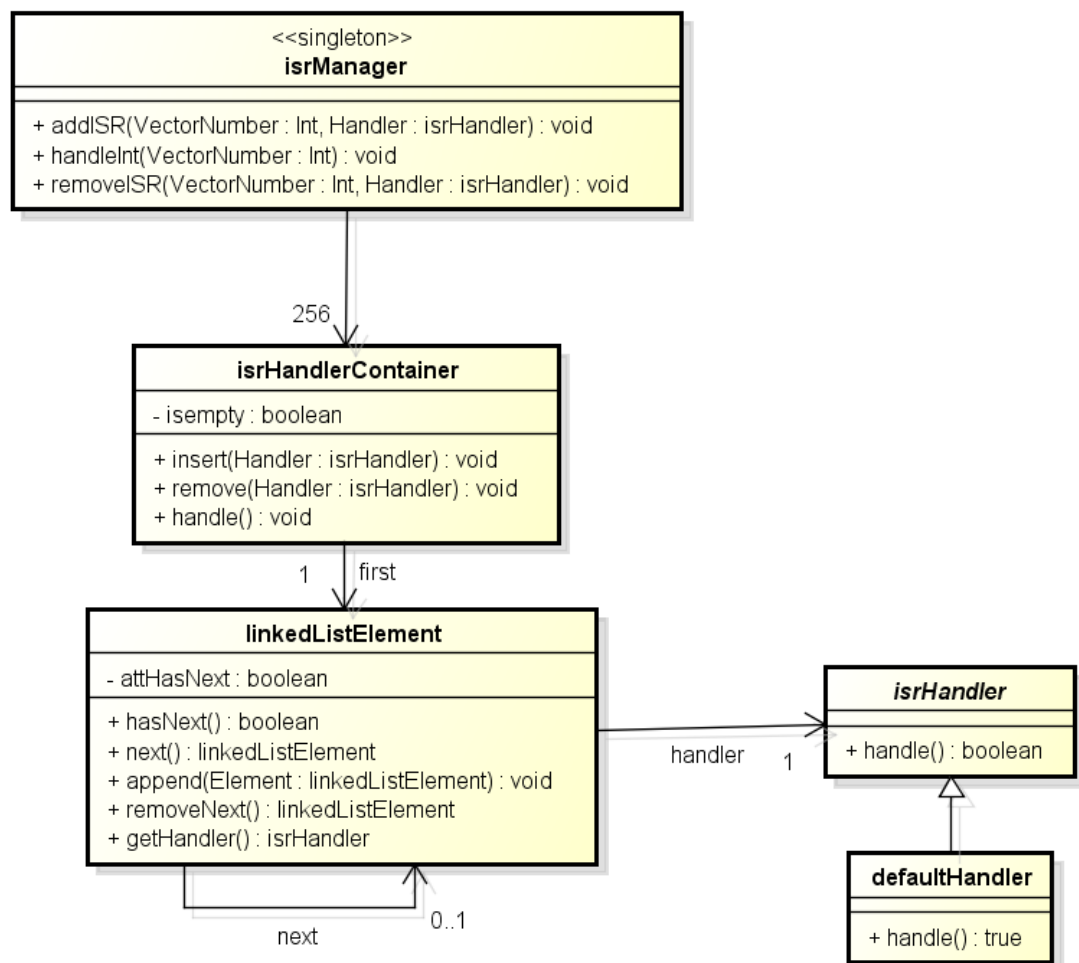 <<singleton>>
isrManager
+ addISR(VectorNumber : Int, Handler : isrHandler) : void
+ handleInt(VectorNumber : Int) : void
+ removeISR(VectorNumber : Int, Handler : isrHandler) : void
256
isrHandlerContainer
- isempty : boolean
+ insert(Handler : isrHandler) : void
+ remove(Handler : isrHandler) : void
+ handle() : void
1
first
linkedListElement
- attHasNext : boolean
+ hasNext() : boolean
+ next() : linkedListElement
+ append(Element : linkedListElement) : void
+ removeNext() : linkedListElement
+ getHandler() : isrHandler
next
0..1
handler
1
isrHandler
+ handle() : boolean
defaultHandler
+ handle() : true